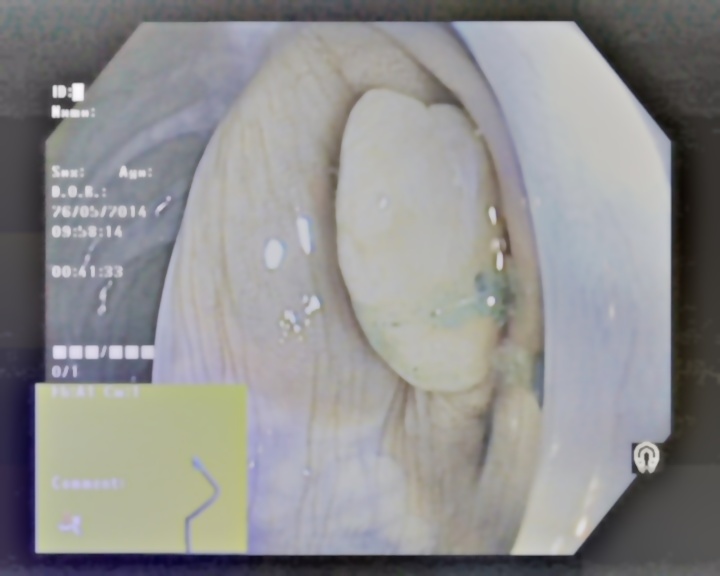 ID:
Name:
Sex: Age:
D.O.B.:
26/05/2014
09:58:14
00:41:33
/
0/1
Comment: